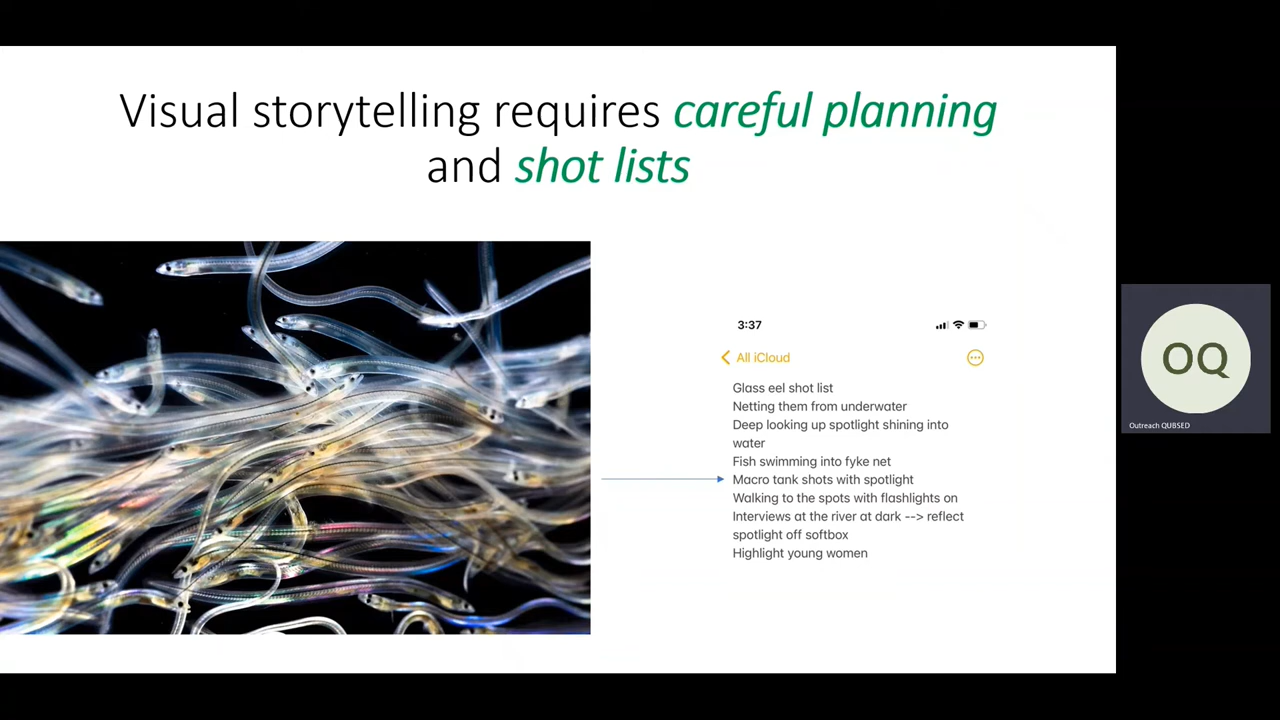 Visual storytelling requires careful planning
and shot lists
3:37
All iCloud
Glass eel shot list
Netting them from underwater
Deep looking up spotlight shining into
water
Fish swimming into fyke net
Macro tank shots with spotlight
Walking to the spots with flashlights on
Interviews at the river at dark --> reflect
spotlight off softbox
Highlight young women
OQ
Outreach QUBSED